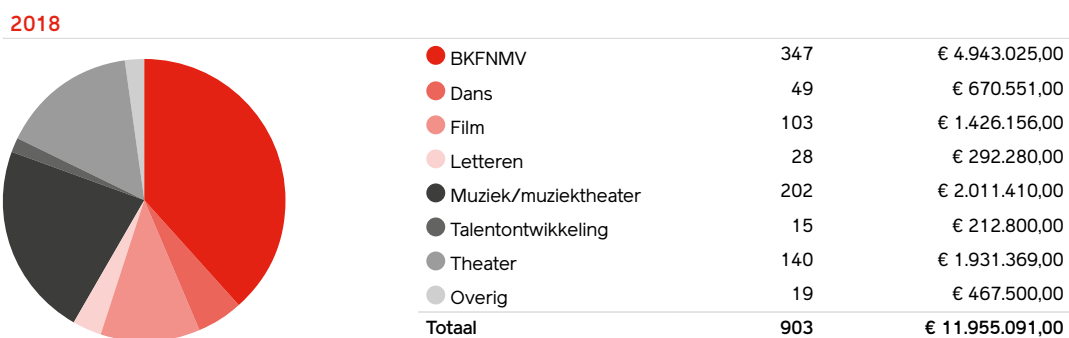 2018
BKFNMV 347 € 4.943.025,00
Dans 49 € 670.551,00
Film 103 € 1.426.156,00
Letteren 28 € 292.280,00
Muziek/muziektheater 202 € 2.011.410,00
Talentontwikkeling 15 € 212.800,00
Theater 140 € 1.931.369,00
Overig 19 € 467.500,00
Totaal 903 € 11.955.091,00